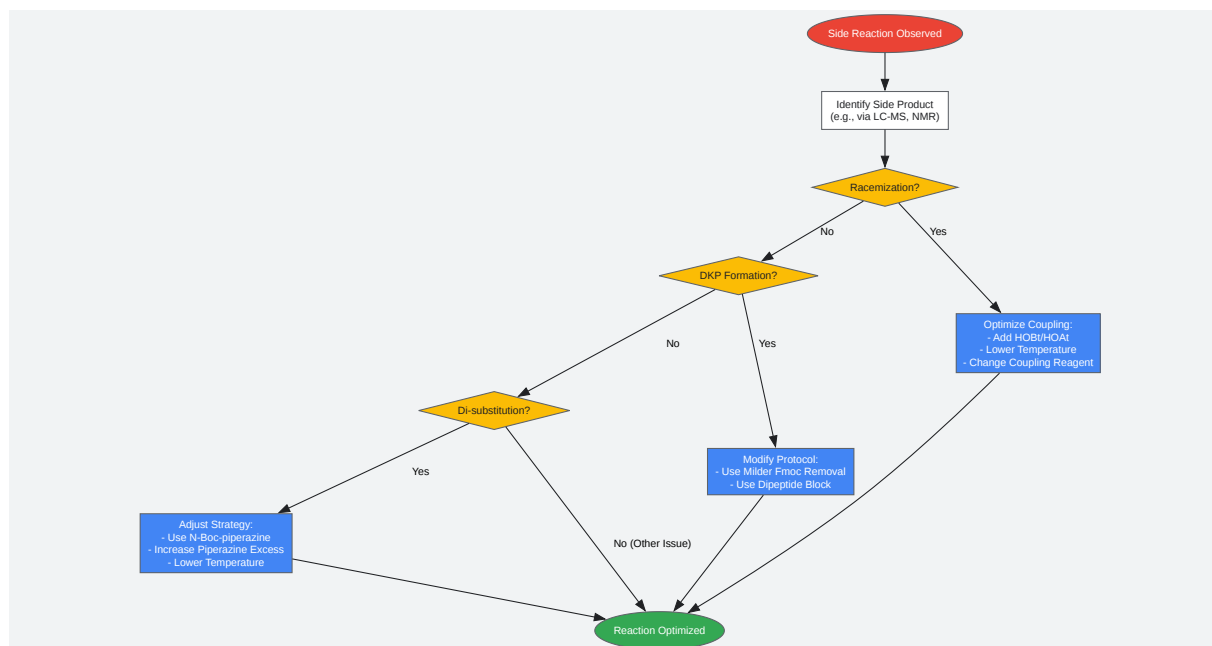 Side Reaction Observed
Identify Side Product
(e.g., via LC-MS, NMR)
Racemization?
No
Yes
DKP Formation?
Optimize Coupling:
- Add HOBt/HOAt
- Lower Temperature
- Change Coupling Reagent
No
Yes
Di-substitution?
Modify Protocol:
- Use Milder Fmoc Removal
- Use Dipeptide Block
Yes
Adjust Strategy:
- Use N-Boc-piperazine
- Increase Piperazine Excess
- Lower Temperature
No (Other Issue)
Reaction Optimized